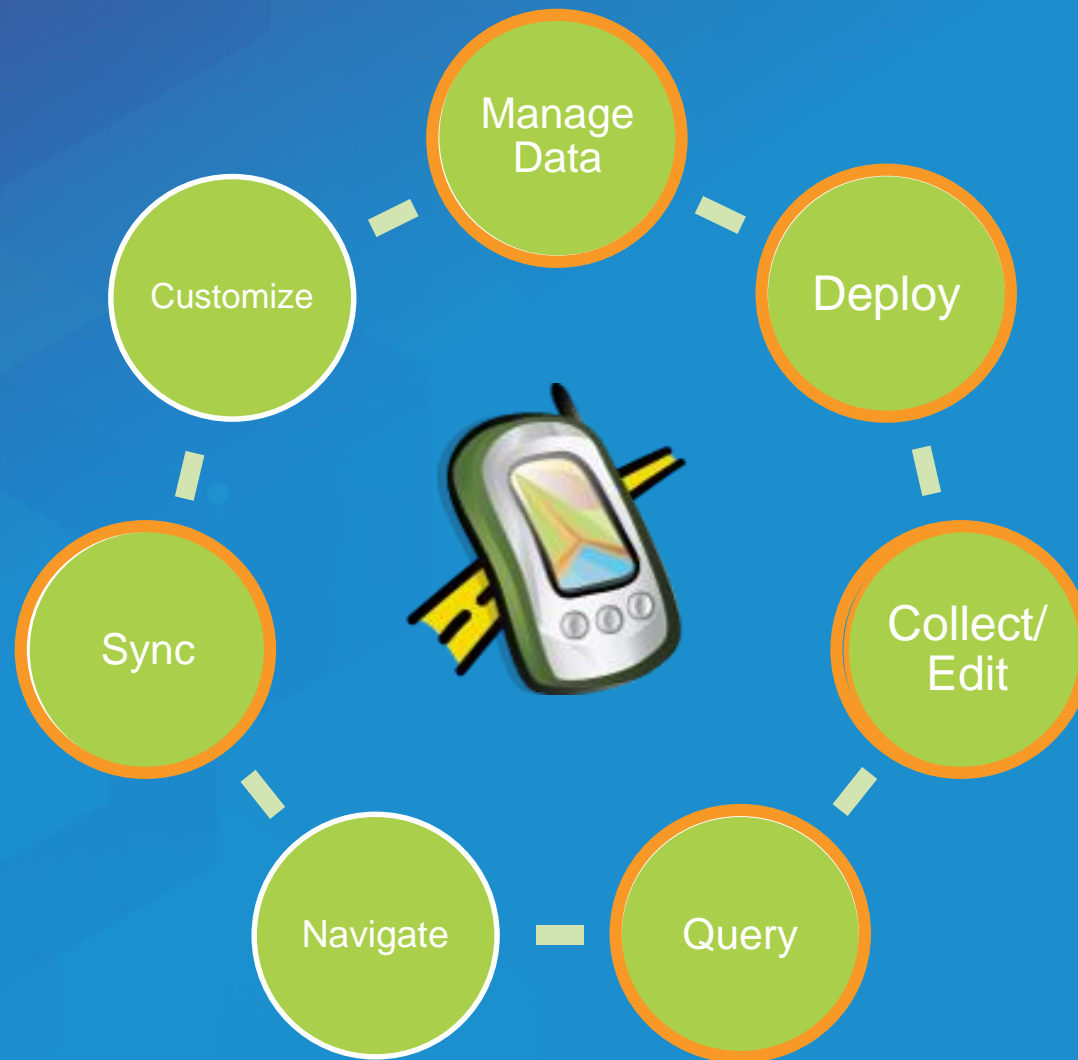 Manage
Data
Deploy
Collect/
Edit
Query
Navigate
Sync
Customize